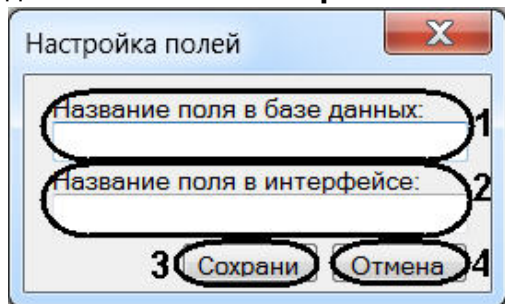 Настройка полей
Название поля в базе данных: 1
Название поля в интерфейсе: 2
3 Сохрани Отмена 4